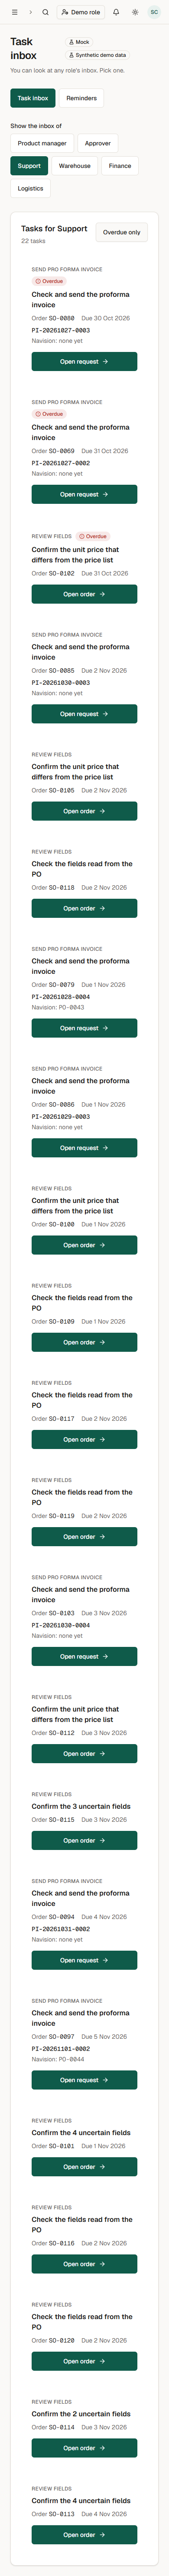 Demo role
SC
Task inbox
Mock
Synthetic demo data
You can look at any role's inbox. Pick one.
Task inbox
Reminders
Show the inbox of
Product manager
Approver
Support
Warehouse
Finance
Logistics
Tasks for Support
22 tasks
Overdue only
SEND PRO FORMA INVOICE
Overdue
Check and send the proforma
invoice
Order SO-0080 Due 30 Oct 2026
PI-20261027-0003
Navision: none yet
Open request
SEND PRO FORMA INVOICE
Overdue
Check and send the proforma
invoice
Order SO-0069 Due 31 Oct 2026
PI-20261027-0002
Navision: none yet
Open request
REVIEW FIELDS Overdue
Confirm the unit price that
differs from the price list
Order SO-0102 Due 31 Oct 2026
Open order
SEND PRO FORMA INVOICE
Check and send the proforma
invoice
Order SO-0085 Due 2 Nov 2026
PI-20261030-0003
Navision: none yet
Open request
REVIEW FIELDS
Confirm the unit price that
differs from the price list
Order SO-0105 Due 2 Nov 2026
Open order
REVIEW FIELDS
Check the fields read from the
PO
Order SO-0118 Due 2 Nov 2026
Open order
SEND PRO FORMA INVOICE
Check and send the proforma
invoice
Order SO-0079 Due 1 Nov 2026
PI-20261028-0004
Navision: PO-0043
Open request
SEND PRO FORMA INVOICE
Check and send the proforma
invoice
Order SO-0086 Due 1 Nov 2026
PI-20261029-0003
Navision: none yet
Open request
REVIEW FIELDS
Confirm the unit price that
differs from the price list
Order SO-0100 Due 1 Nov 2026
Open order
REVIEW FIELDS
Check the fields read from the
PO
Order SO-0109 Due 1 Nov 2026
Open order
REVIEW FIELDS
Check the fields read from the
PO
Order SO-0117 Due 2 Nov 2026
Open order
REVIEW FIELDS
Check the fields read from the
PO
Order SO-0119 Due 2 Nov 2026
Open order
SEND PRO FORMA INVOICE
Check and send the proforma
invoice
Order SO-0103 Due 3 Nov 2026
PI-20261030-0004
Navision: none yet
Open request
REVIEW FIELDS
Confirm the unit price that
differs from the price list
Order SO-0112 Due 3 Nov 2026
Open order
REVIEW FIELDS
Confirm the 3 uncertain fields
Order SO-0115 Due 3 Nov 2026
Open order
SEND PRO FORMA INVOICE
Check and send the proforma
invoice
Order SO-0094 Due 4 Nov 2026
PI-20261031-0002
Navision: none yet
Open request
SEND PRO FORMA INVOICE
Check and send the proforma
invoice
Order SO-0097 Due 5 Nov 2026
PI-20261101-0002
Navision: PO-0044
Open request
REVIEW FIELDS
Confirm the 4 uncertain fields
Order SO-0101 Due 1 Nov 2026
Open order
REVIEW FIELDS
Check the fields read from the
PO
Order SO-0116 Due 2 Nov 2026
Open order
REVIEW FIELDS
Check the fields read from the
PO
Order SO-0120 Due 2 Nov 2026
Open order
REVIEW FIELDS
Confirm the 2 uncertain fields
Order SO-0114 Due 3 Nov 2026
Open order
REVIEW FIELDS
Confirm the 4 uncertain fields
Order SO-0113 Due 4 Nov 2026
Open order